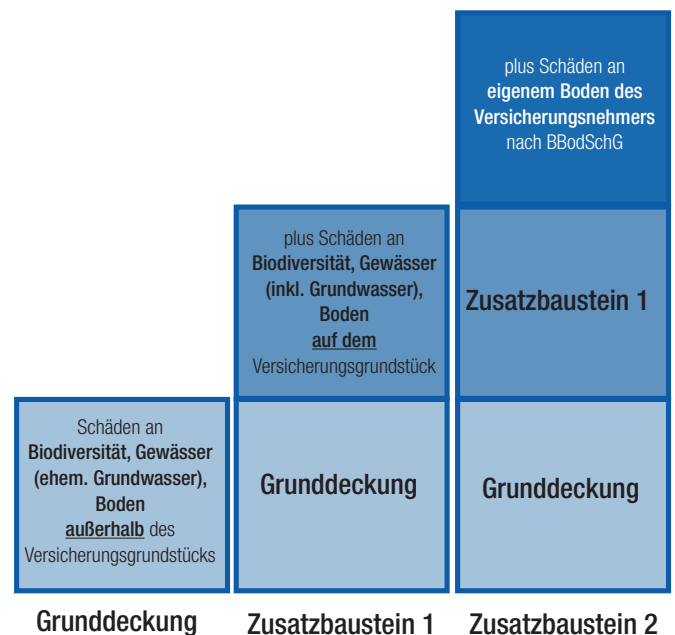 plus Schäden an
eigenem Boden des
Versicherungsnehmers
nach BBodSchG
plus Schäden an
Biodiversität, Gewässer
(inkl. Grundwasser),
Boden
auf dem
Versicherungsgrundstück
Zusatzbaustein 1
Schäden an
Biodiversität, Gewässer
(ehem. Grundwasser),
Boden
außerhalb des
Versicherungsgrundstücks
Grunddeckung
Grunddeckung
Grunddeckung
Zusatzbaustein 1
Zusatzbaustein 2